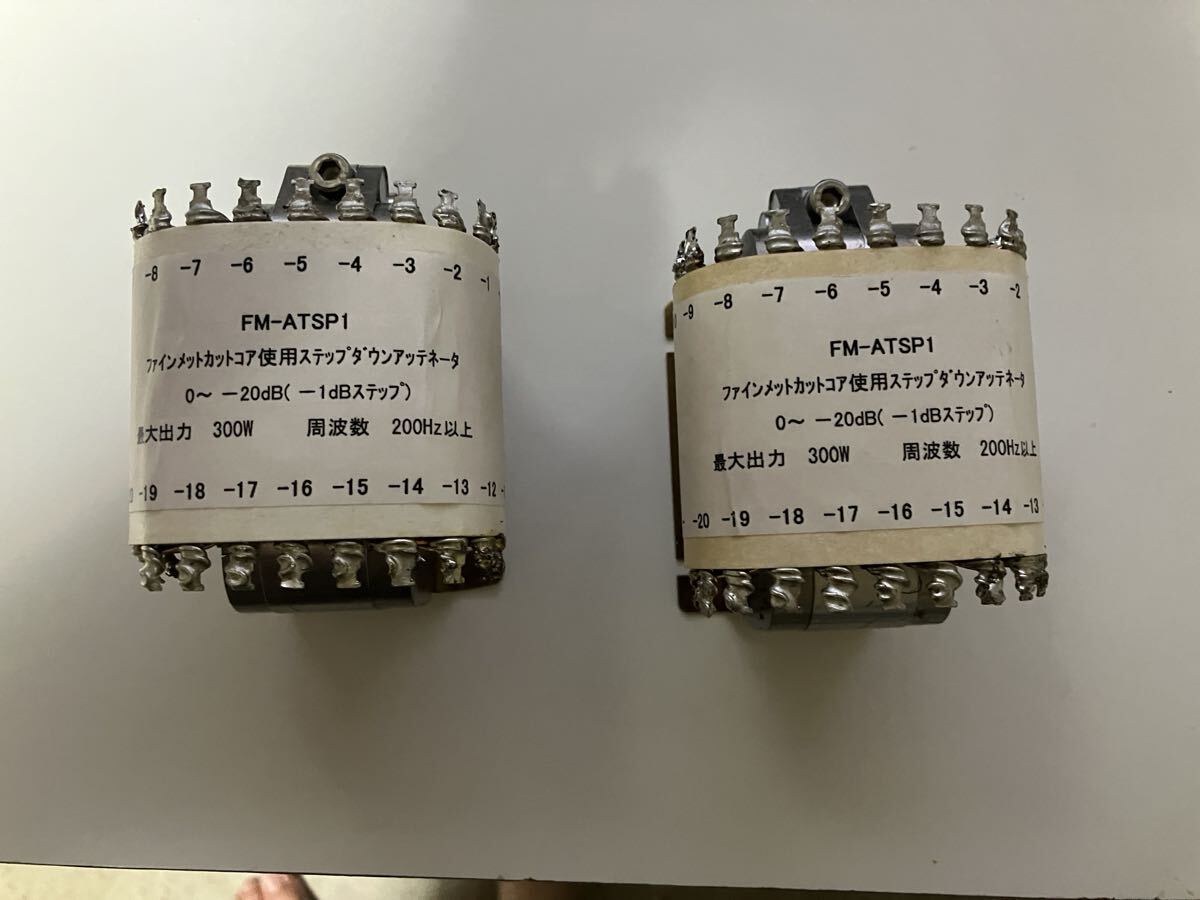 -8 -7 -6 -5 -4 -3 -2 -1
FM-ATSP1
ファインメットカットコア使用ステップダウンアッテネータ
0～ -20dB( -1dBステップ)
最大出力 300W 周波数 200Hz以上
-19 -18 -17 -16 -15 -14 -13 -12
-9 -8 -7 -6 -5 -4 -3 -2
FM-ATSP1
ファインメットカットコア使用ステップダウンアッテネータ
0～ -20dB( -1dBステップ)
最大出力 300W 周波数 200Hz以上
-20 -19 -18 -17 -16 -15 -14 -13